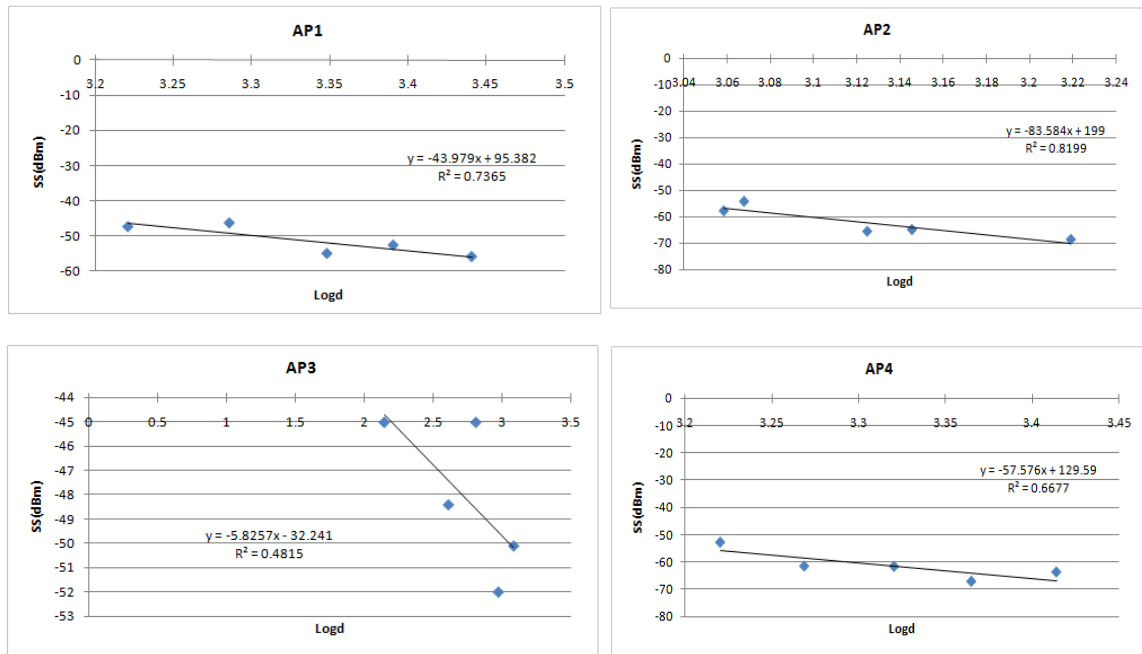 AP1
0
3.2 3.25 3.3 3.35 3.4 3.45 3.5
-10
-20
-30
-40
-50
-60
SS(dBm)
y = -43.979x + 95.382
R² = 0.7365
Logd
AP2
0
3.04 3.06 3.08 3.1 3.12 3.14 3.16 3.18 3.2 3.22 3.24
-10
-20
-30
-40
-50
-60
-70
-80
SS(dBm)
y = -83.584x + 199
R² = 0.8199
Logd
AP3
-44
-45
0 0.5 1 1.5 2 2.5 3 3.5
-46
-47
-48
-49
-50
-51
-52
-53
SS(dBm)
y = -5.8257x - 32.241
R² = 0.4815
Logd
AP4
0
3.2 3.25 3.3 3.35 3.4 3.45
-10
-20
-30
-40
-50
-60
-70
-80
SS(dBm)
y = -57.576x + 129.59
R² = 0.6677
Logd